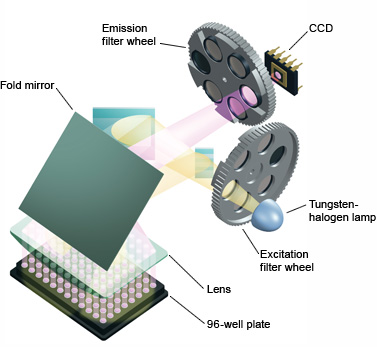 Emission
filter wheel
CCD
Fold mirror
Tungsten-
halogen lamp
Excitation
filter wheel
Lens
96-well plate